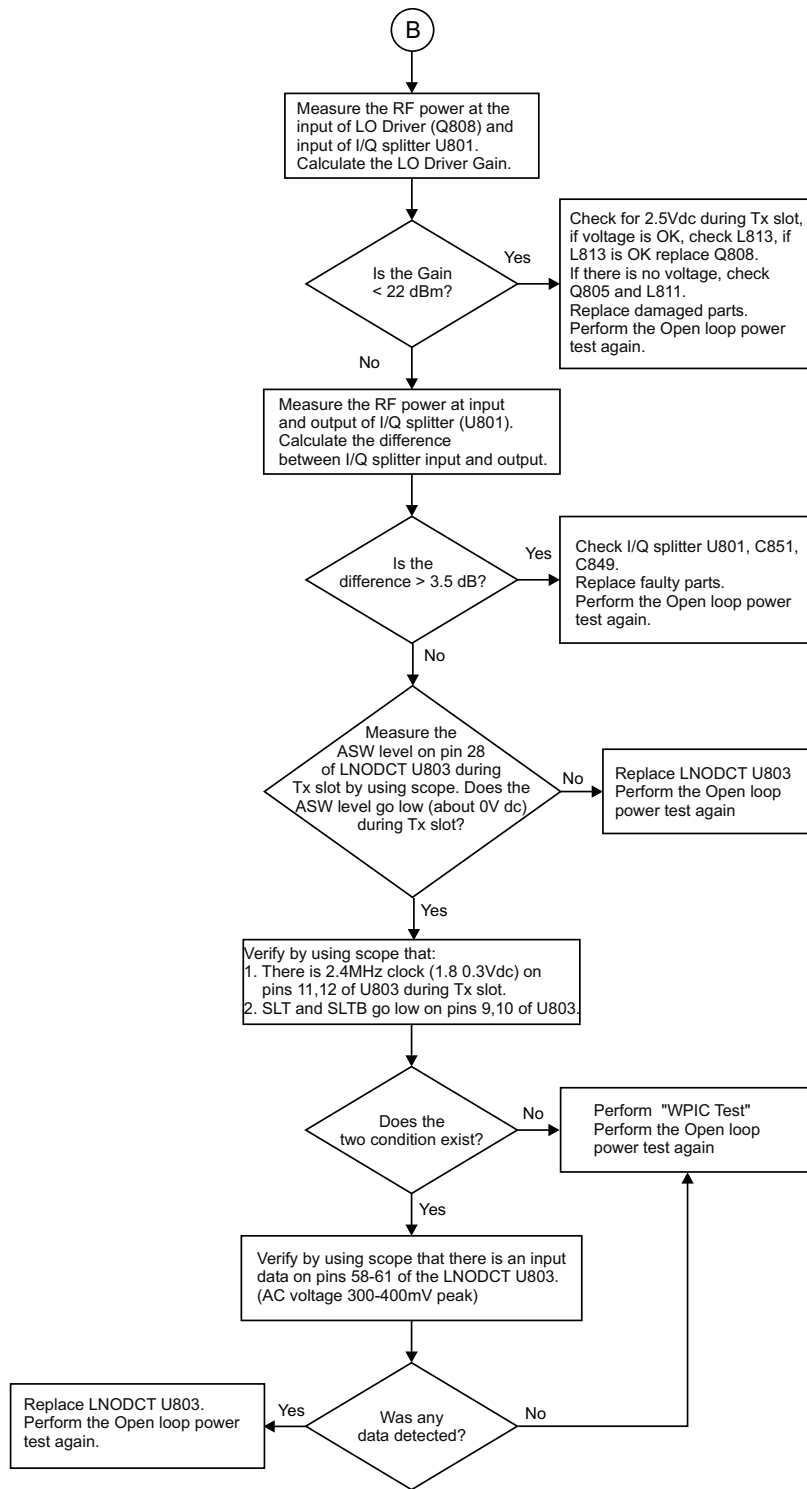 B
Measure the RF power at the
input of LO Driver (Q808) and
input of I/Q splitter U801.
Calculate the LO Driver Gain.
Is the Gain
< 22 dBm?
Yes
Check for 2.5Vdc during Tx slot,
if voltage is OK, check L813, if
L813 is OK replace Q808.
If there is no voltage, check
Q805 and L811.
Replace damaged parts.
Perform the Open loop power
test again.
No
Measure the RF power at input
and output of I/Q splitter (U801).
Calculate the difference
between I/Q splitter input and output.
Is the
difference > 3.5 dB?
Yes
Check I/Q splitter U801, C851,
C849.
Replace faulty parts.
Perform the Open loop power
test again.
No
Measure the
ASW level on pin 28
of LNODCT U803 during
Tx slot by using scope. Does the
ASW level go low (about 0V dc)
during Tx slot?
No
Replace LNODCT U803
Perform the Open loop
power test again
Yes
Verify by using scope that:
1. There is 2.4MHz clock (1.8 0.3Vdc) on
pins 11,12 of U803 during Tx slot.
2. SLT and SLTB go low on pins 9,10 of U803.
Does the
two condition exist?
No
Perform "WPIC Test"
Perform the Open loop
power test again
Yes
Verify by using scope that there is an input
data on pins 58-61 of the LNODCT U803.
(AC voltage 300-400mV peak)
Was any
data detected?
Yes
Replace LNODCT U803.
Perform the Open loop power
test again.
No